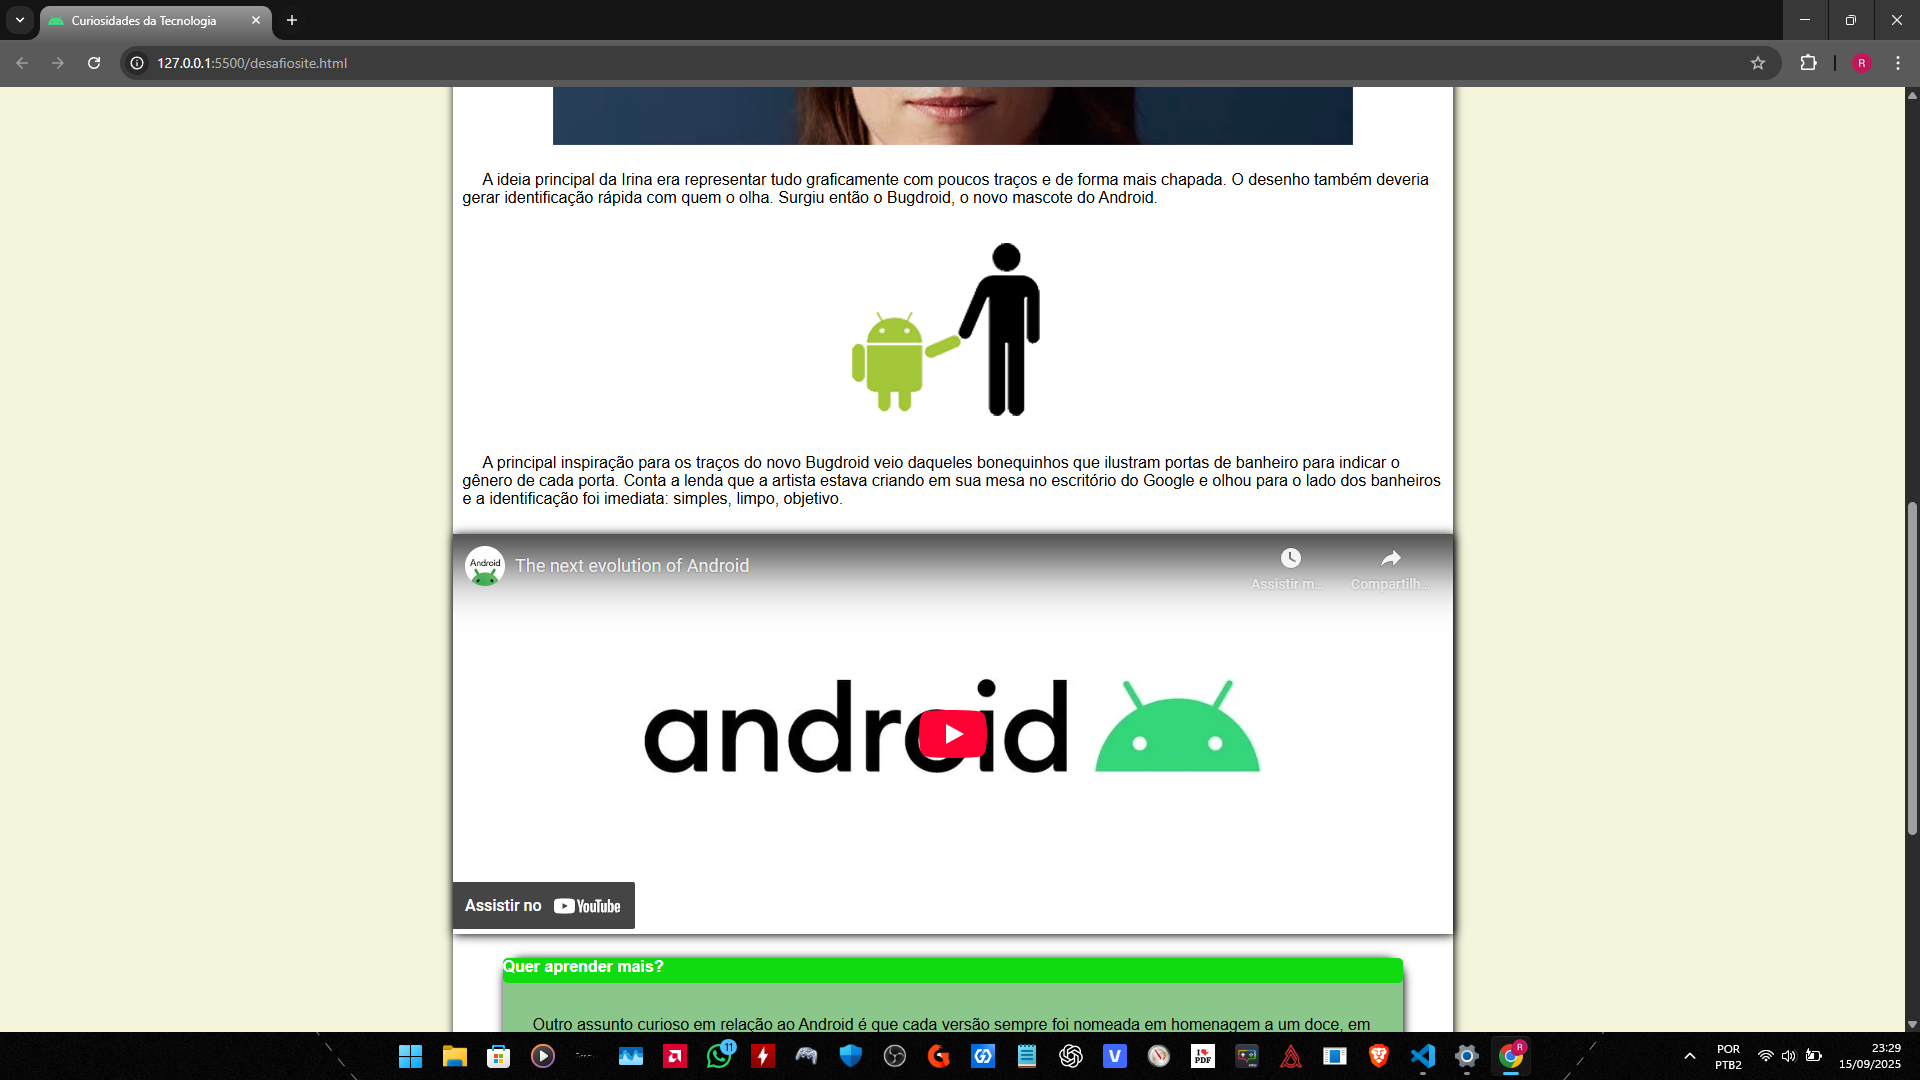 Curiosidades da Tecnologia
127.0.0.1:5500/desafiosite.html
R
A ideia principal da Irina era representar tudo graficamente com poucos traços e de forma mais chapada. O desenho também deveria
gerar identificação rápida com quem o olha. Surgiu então o Bugdroid, o novo mascote do Android.
A principal inspiração para os traços do novo Bugdroid veio daqueles bonequinhos que ilustram portas de banheiro para indicar o
gênero de cada porta. Conta a lenda que a artista estava criando em sua mesa no escritório do Google e olhou para o lado dos banheiros
e a identificação foi imediata: simples, limpo, objetivo.
Android
The next evolution of Android
Assistir m...
Compartilh...
android
Assistir no YouTube
Quer aprender mais?
Outro assunto curioso em relação ao Android é que cada versão sempre foi nomeada em homenagem a um doce, em
11
V
I PDF
R
POR
PTB2
23:29
15/09/2025